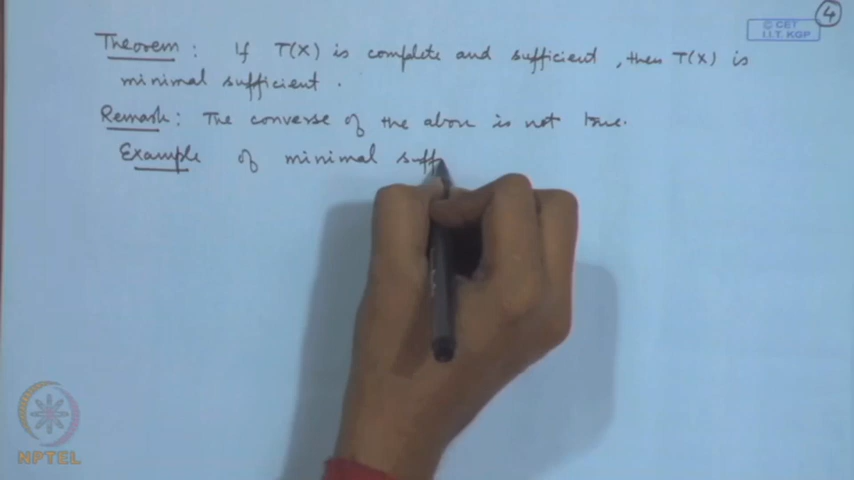 4
© CET
I.I.T. KGP
Theorem : If T(X) is complete and sufficient, then T(X) is
minimal sufficient.
Remark : The converse of the above is not true.
Example of minimal suff
NPTEL